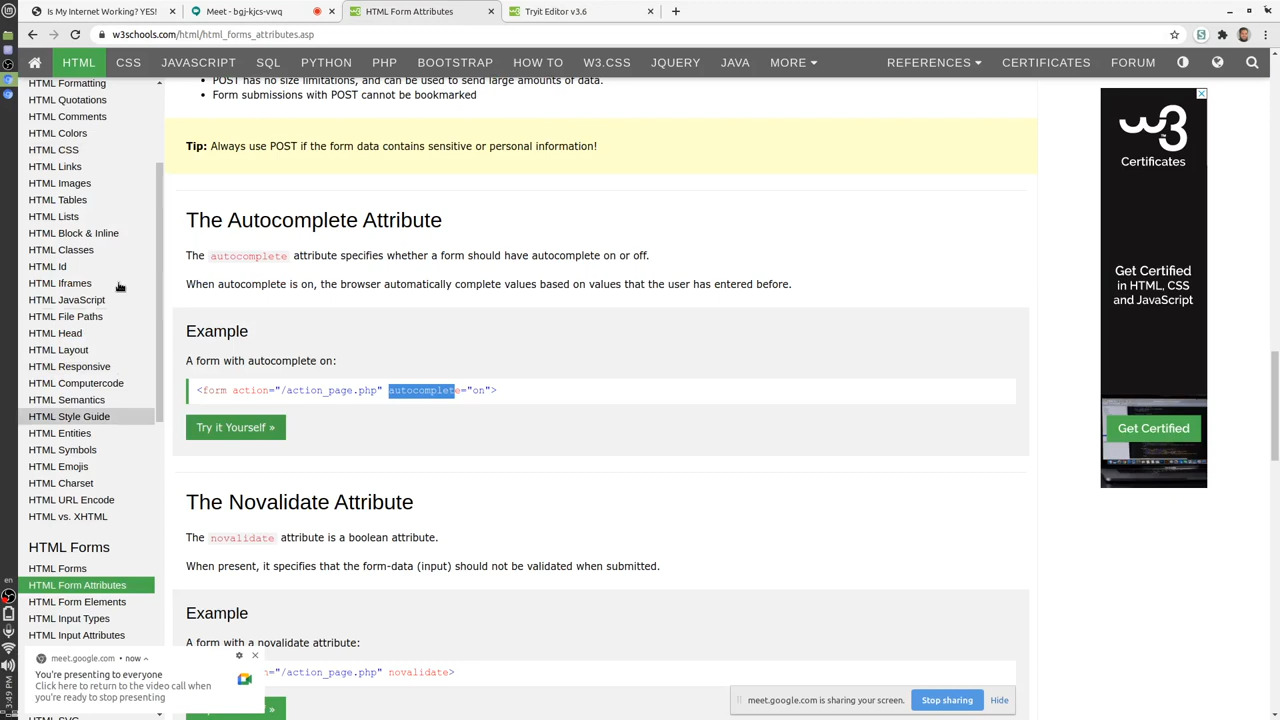 Is My Internet Working? YES!
Meet - bgj-kjcs-vwq
HTML Form Attributes
Tryit Editor v3.6
w3schools.com/html/html_forms_attributes.asp
HTML CSS JAVASCRIPT SQL PYTHON PHP BOOTSTRAP HOW TO W3.CSS JQUERY JAVA MORE REFERENCES CERTIFICATES FORUM
HTML Formatting
HTML Quotations
HTML Comments
HTML Colors
HTML CSS
HTML Links
HTML Images
HTML Tables
HTML Lists
HTML Block & Inline
HTML Classes
HTML Id
HTML Iframes
HTML JavaScript
HTML File Paths
HTML Head
HTML Layout
HTML Responsive
HTML Computercode
HTML Semantics
HTML Style Guide
HTML Entities
HTML Symbols
HTML Emojis
HTML Charset
HTML URL Encode
HTML vs. XHTML
HTML Forms
HTML Forms
HTML Form Attributes
HTML Form Elements
HTML Input Types
HTML Input Attributes
POST has no size limitations, and can be used to send large amounts of data.
Form submissions with POST cannot be bookmarked
Tip: Always use POST if the form data contains sensitive or personal information!
The Autocomplete Attribute
The autocomplete attribute specifies whether a form should have autocomplete on or off.
When autocomplete is on, the browser automatically complete values based on values that the user has entered before.
Example
A form with autocomplete on:
<form action="/action_page.php" autocomplete="on">
Try it Yourself »
The Novalidate Attribute
The novalidate attribute is a boolean attribute.
When present, it specifies that the form-data (input) should not be validated when submitted.
Example
A form with a novalidate attribute:
n="/action_page.php" novalidate>
»
w3
Certificates
Get Certified
in HTML, CSS
and JavaScript
Get Certified
meet.google.com • now
You're presenting to everyone
Click here to return to the video call when
you're ready to stop presenting
meet.google.com is sharing your screen.
Stop sharing
Hide
en
3:49 PM